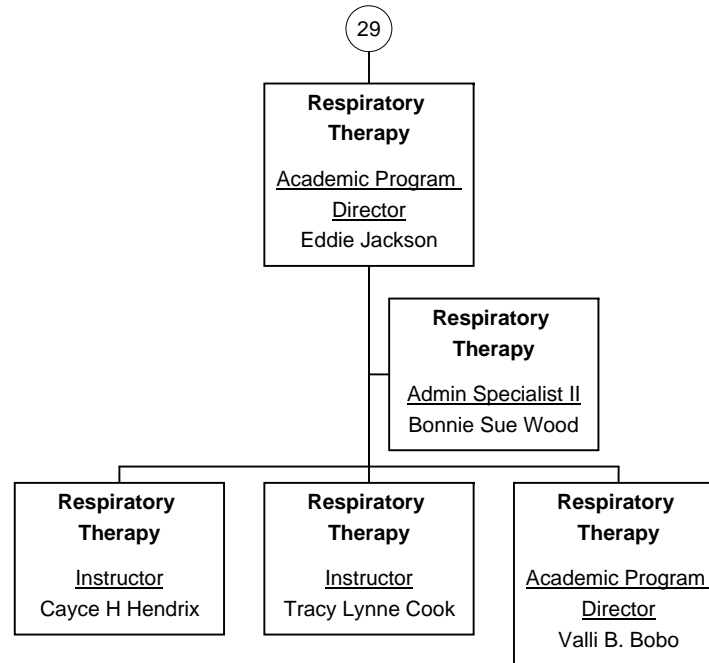 29
Respiratory
Therapy
Academic Program
Director
Eddie Jackson
Respiratory
Therapy
Admin Specialist II
Bonnie Sue Wood
Respiratory
Therapy
Instructor
Cayce H Hendrix
Respiratory
Therapy
Instructor
Tracy Lynne Cook
Respiratory
Therapy
Academic Program
Director
Valli B. Bobo